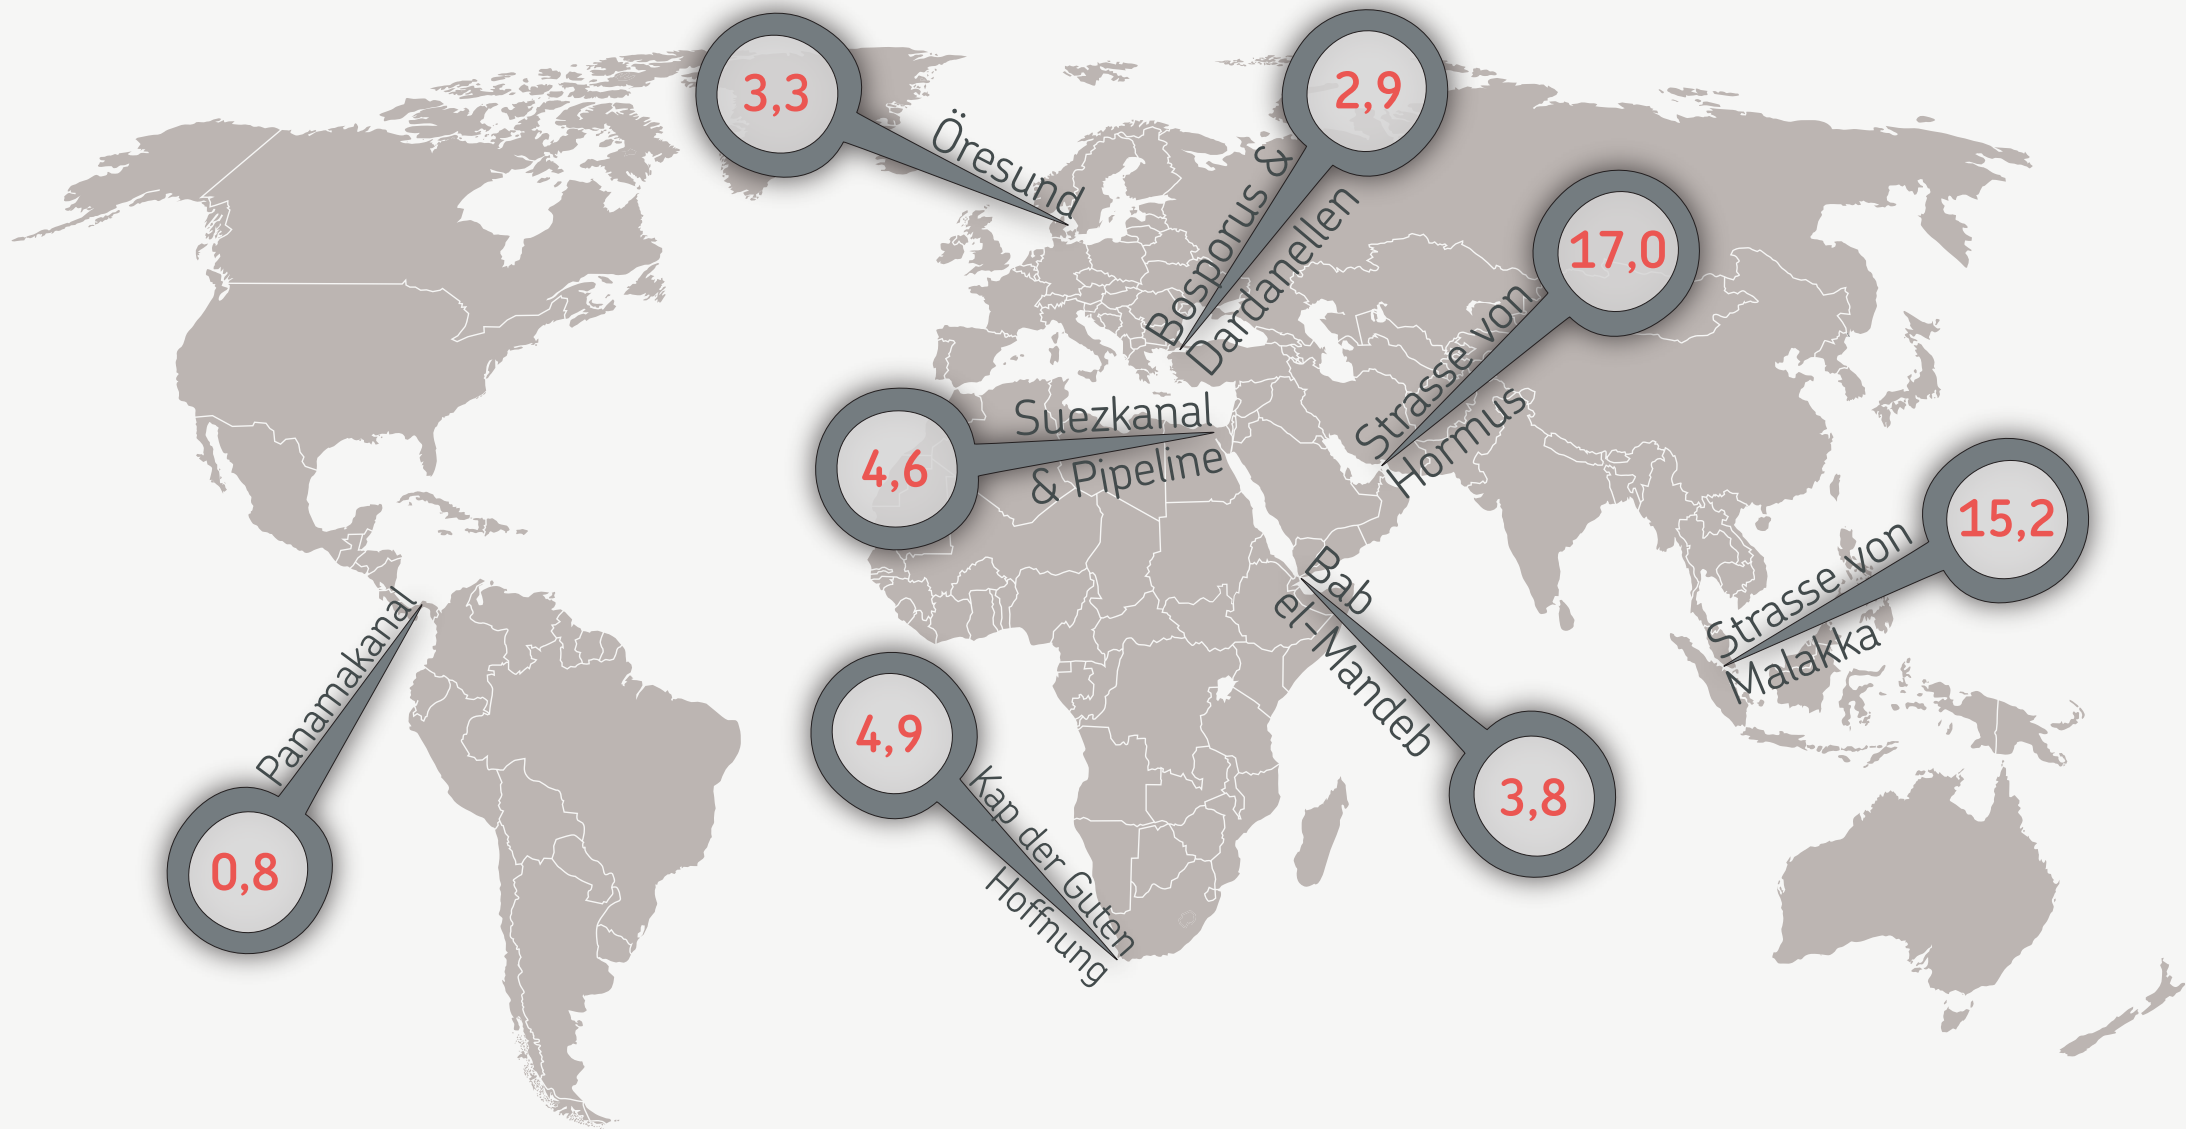 3,3
Öresund
2,9
Bosporus &
Dardanellen
17,0
Strasse von
Hormus
4,6
Suezkanal
& Pipeline
15,2
Strasse von
Malakka
Bab
el-Mandeb
3,8
4,9
Kap der Guten
Hoffnung
Panamakanal
0,8